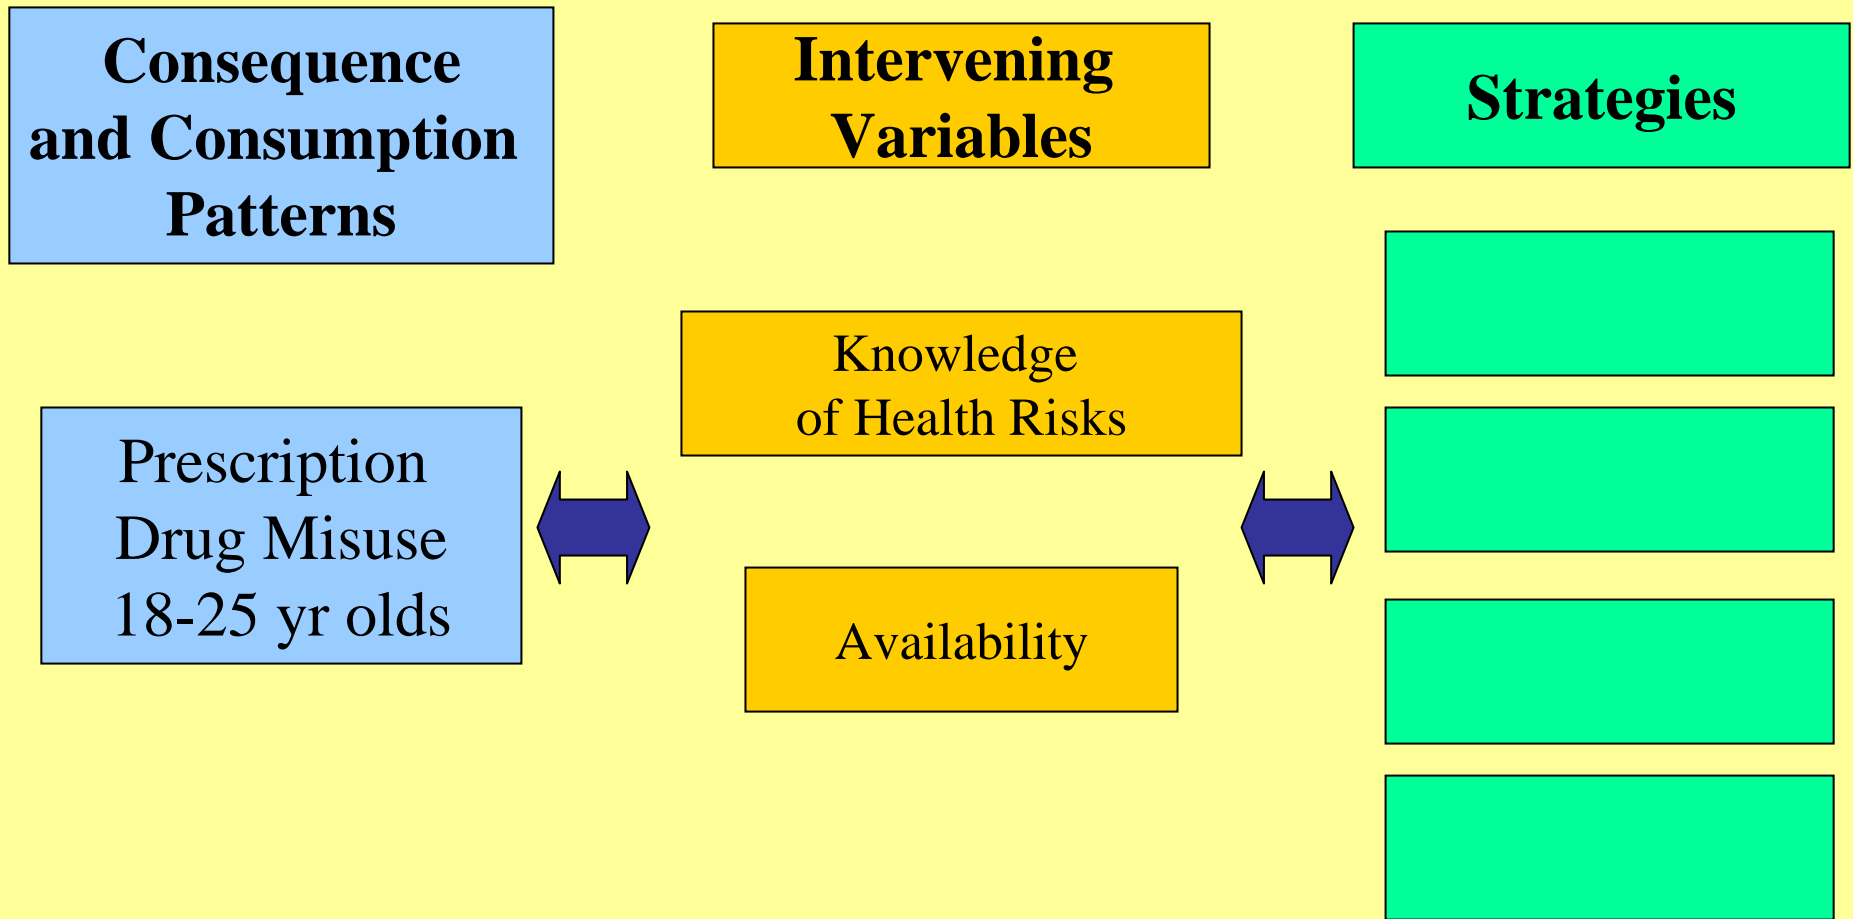 Consequence
and Consumption
Patterns
Intervening
Variables
Strategies
Knowledge
of Health Risks
Prescription
Drug Misuse
18-25 yr olds
Availability